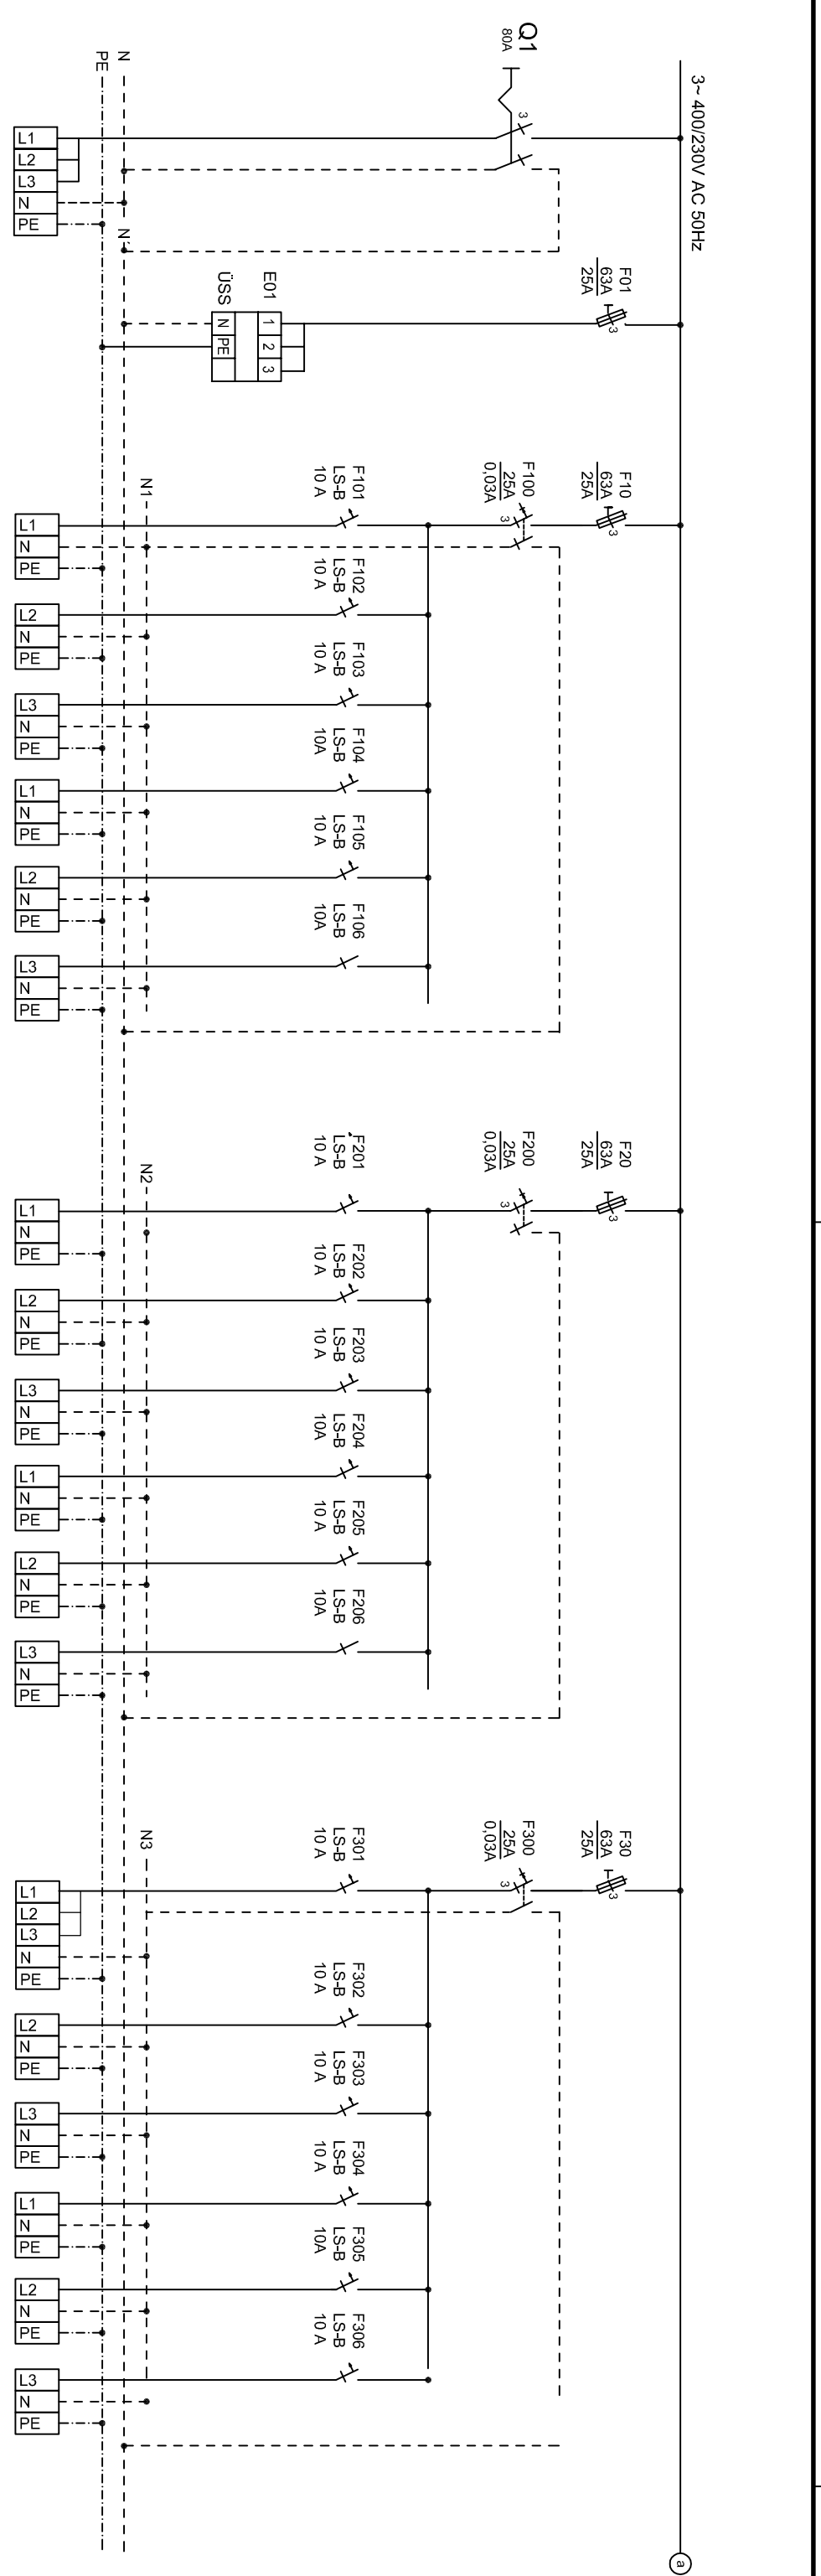 3~ 400/230V AC 50Hz
Q1
80A
3
N
PE
L1
L2
L3
N
PE
N'
F01
63A
25A
3
E01
ÜSS
1
2
3
N
PE
F10
63A
25A
3
F100
25A
0,03A
3
F101
LS-B
10 A
F102
LS-B
10 A
F103
LS-B
10 A
F104
LS-B
10A
F105
LS-B
10 A
F106
LS-B
10A
N1
L1
N
PE
L2
N
PE
L3
N
PE
L1
N
PE
L2
N
PE
L3
N
PE
F20
63A
25A
3
F200
25A
0,03A
3
F201
LS-B
10 A
F202
LS-B
10 A
F203
LS-B
10 A
F204
LS-B
10A
F205
LS-B
10 A
F206
LS-B
10A
N2
L1
N
PE
L2
N
PE
L3
N
PE
L1
N
PE
L2
N
PE
L3
N
PE
F30
63A
25A
3
F300
25A
0,03A
3
F301
LS-B
10 A
F302
LS-B
10 A
F303
LS-B
10 A
F304
LS-B
10 A
F305
LS-B
10A
F306
LS-B
10 A
N3
L1
L2
L3
N
PE
L2
N
PE
L3
N
PE
L1
N
PE
L2
N
PE
L3
N
PE
a